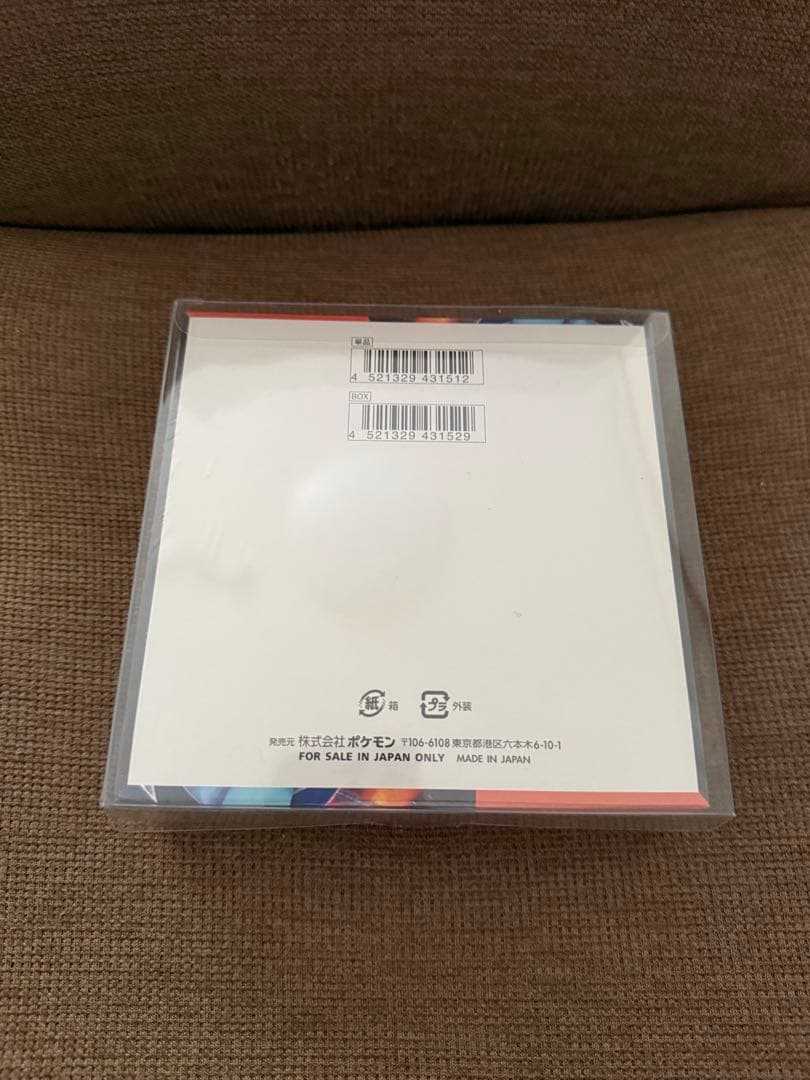 単品
4 521329 431512
BOX
4 521329 431529
紙 箱 プラ 外装
発売元 株式会社 ポケモン 〒106-6108 東京都港区六本木6-10-1
FOR SALE IN JAPAN ONLY MADE IN JAPAN